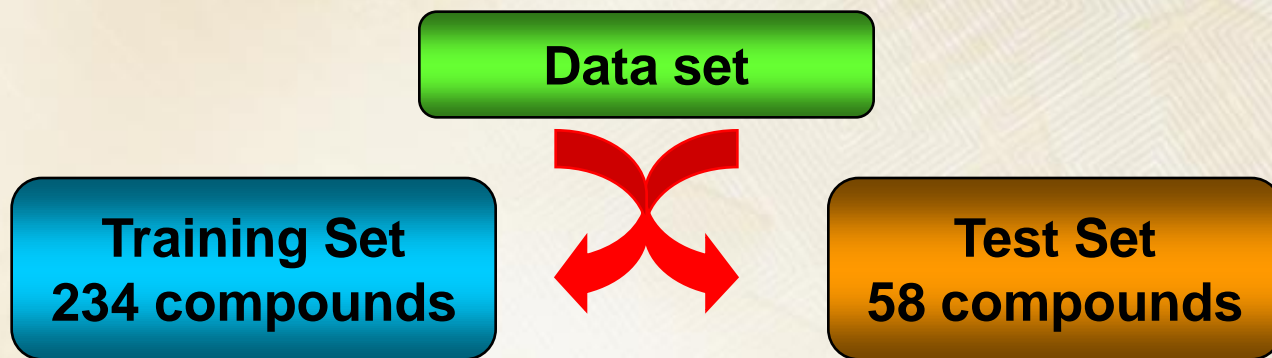 Data set
Training Set
234 compounds
Test Set
58 compounds